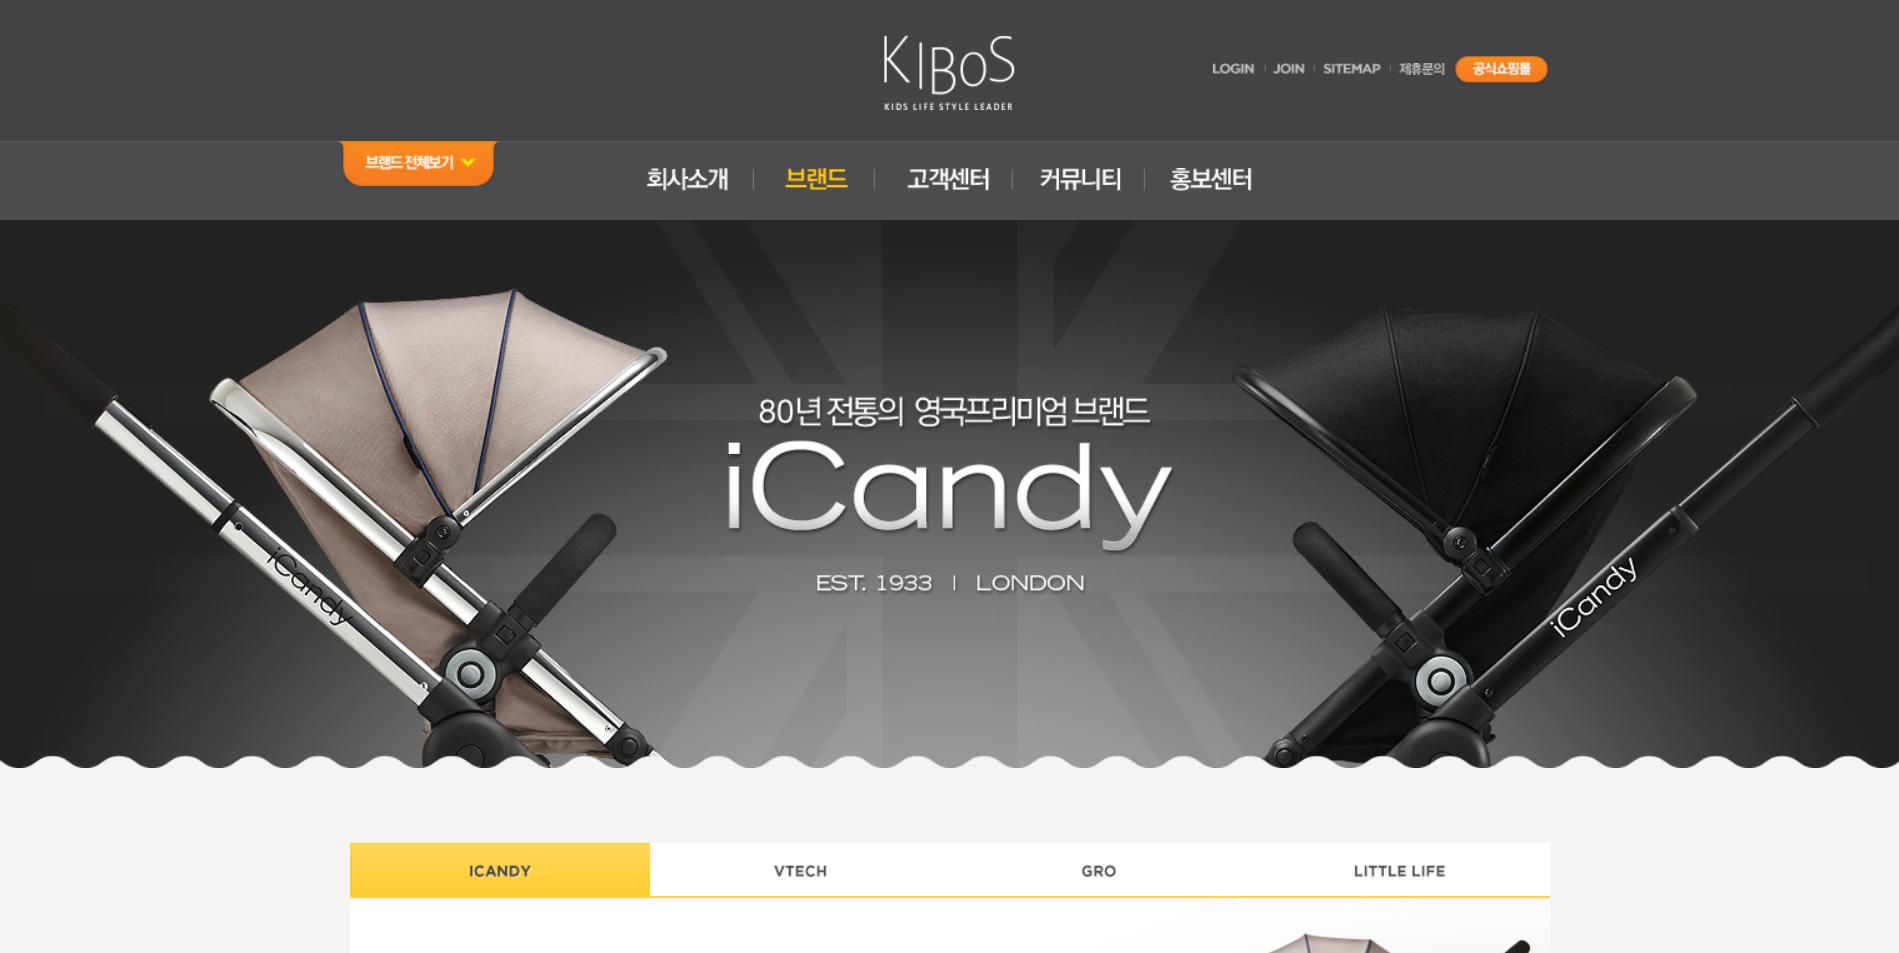 KIBOS
KIDS LIFE STYLE LEADER
LOGIN JOIN SITEMAP 제휴문의 공식쇼핑몰
브랜드 전체보기
회사소개 브랜드 고객센터 커뮤니티 홍보센터
80년 전통의 영국프리미엄 브랜드
iCandy
EST. 1933 | LONDON
iCandy
iCandy
ICANDY VTECH GRO LITTLE LIFE